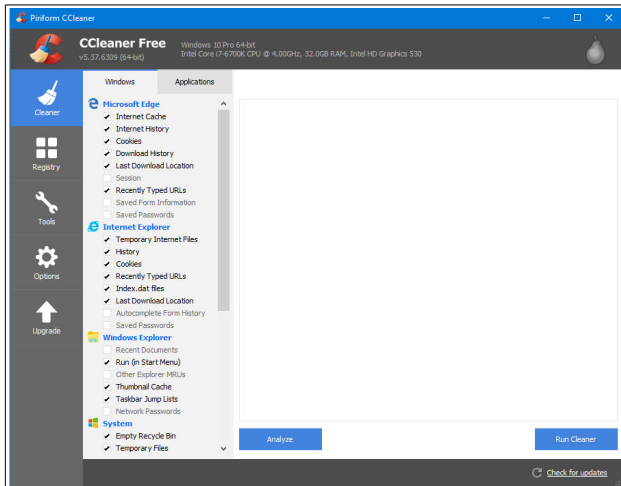 Piriform CCleaner
CCleaner Free
Windows 10 Pro 64-bit
v5.37.6309 (64-bit)
Intel Core i7-6700K CPU @ 4.00GHz, 32.0GB RAM, Intel HD Graphics 530
Cleaner
Registry
Tools
Options
Upgrade
Windows
Applications
Microsoft Edge
Internet Cache
Internet History
Cookies
Download History
Last Download Location
Session
Recently Typed URLs
Saved Form Information
Saved Passwords
Internet Explorer
Temporary Internet Files
History
Cookies
Recently Typed URLs
Index.dat files
Last Download Location
Autocomplete Form History
Saved Passwords
Windows Explorer
Recent Documents
Run (in Start Menu)
Other Explorer MRUs
Thumbnail Cache
Taskbar Jump Lists
Network Passwords
System
Empty Recycle Bin
Temporary Files
Analyze
Run Cleaner
Check for updates